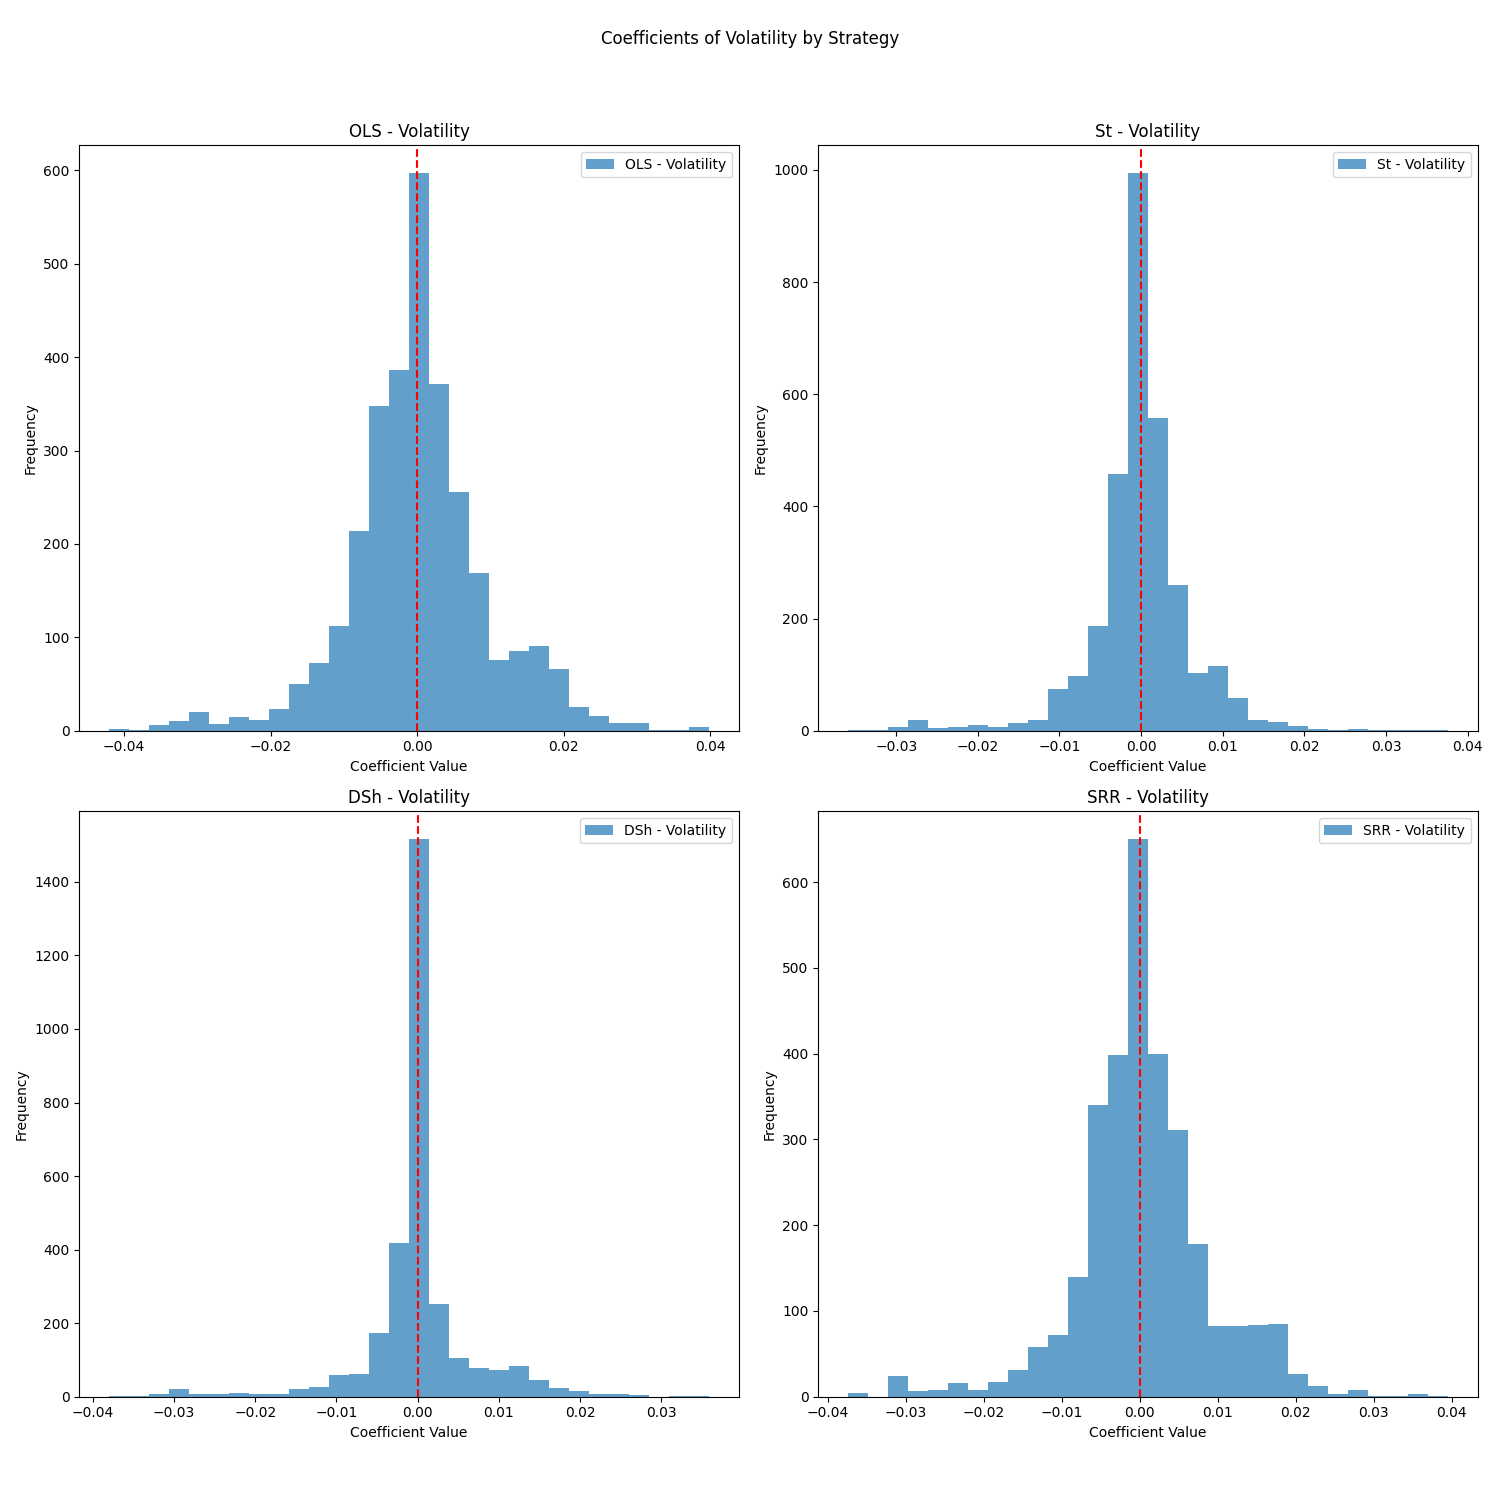 Coefficients of Volatility by Strategy
OLS - Volatility
OLS - Volatility
Frequency
600
500
400
300
200
100
0
−0.04 −0.02 0.00 0.02 0.04
Coefficient Value
St - Volatility
St - Volatility
Frequency
1000
800
600
400
200
0
−0.03 −0.02 −0.01 0.00 0.01 0.02 0.03 0.04
Coefficient Value
DSh - Volatility
DSh - Volatility
Frequency
1400
1200
1000
800
600
400
200
0
−0.04 −0.03 −0.02 −0.01 0.00 0.01 0.02 0.03
Coefficient Value
SRR - Volatility
SRR - Volatility
Frequency
600
500
400
300
200
100
0
−0.04 −0.03 −0.02 −0.01 0.00 0.01 0.02 0.03 0.04
Coefficient Value